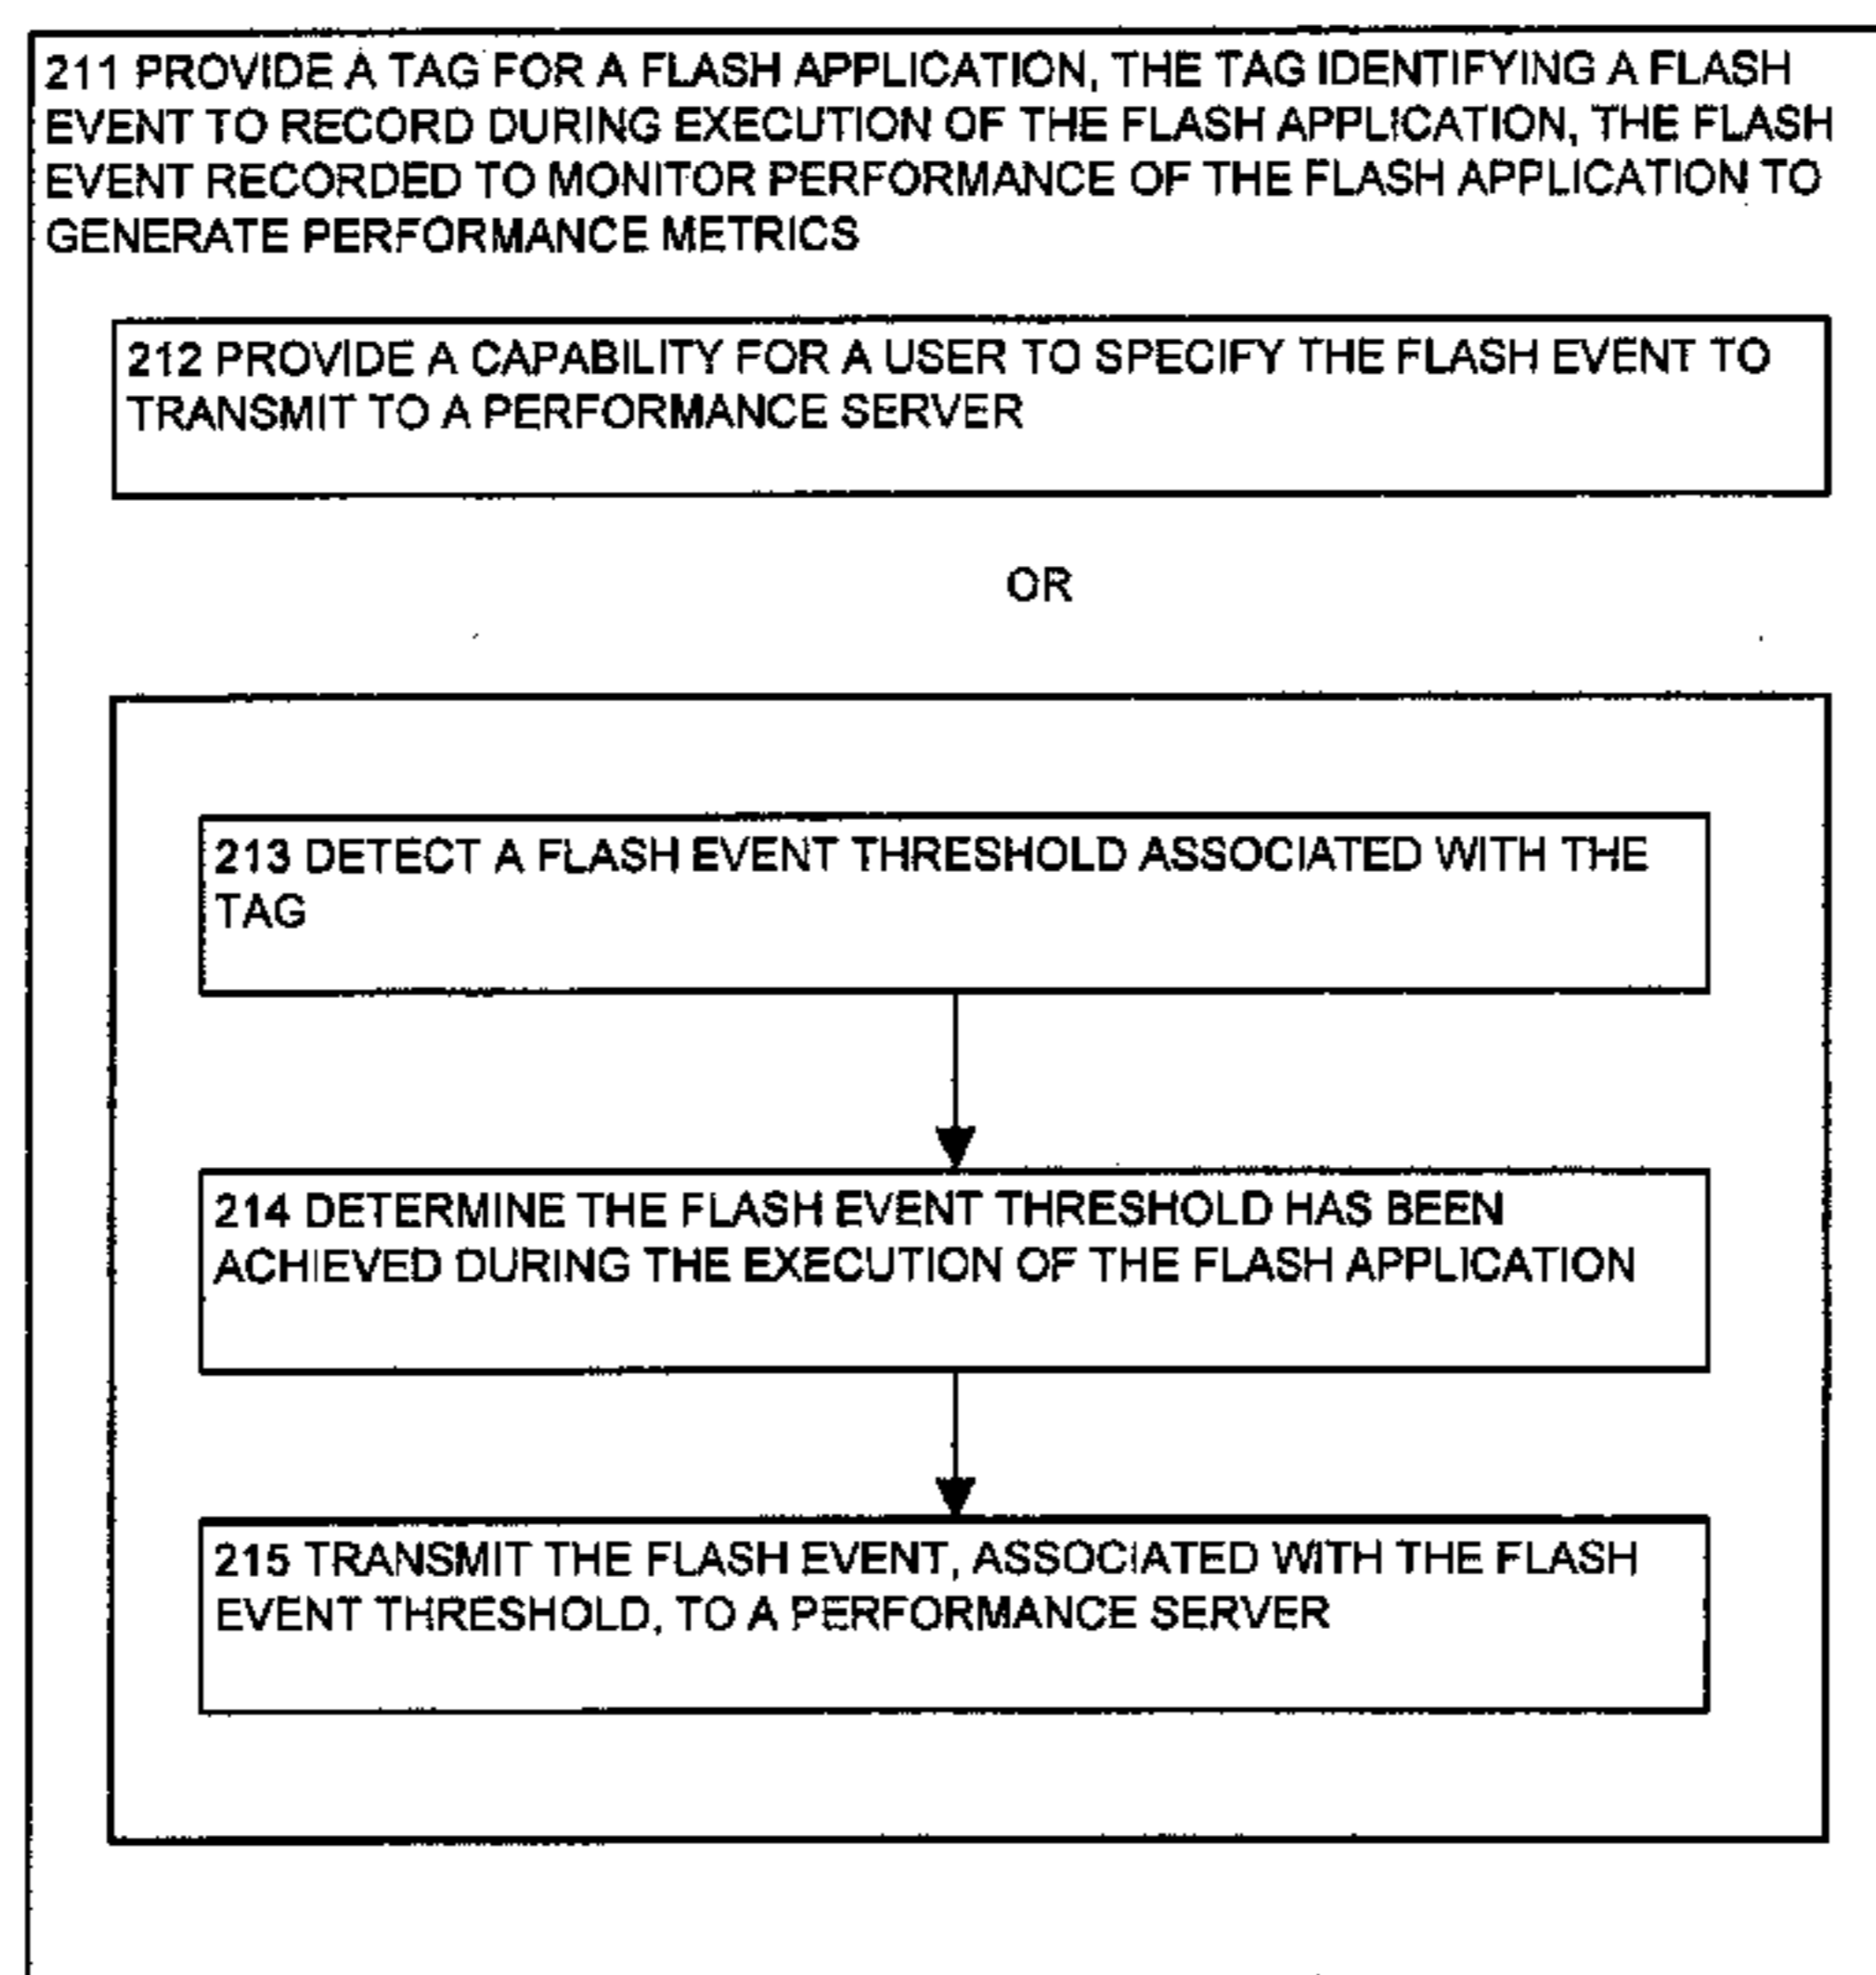 211 PROVIDE A TAG FOR A FLASH APPLICATION, THE TAG IDENTIFYING A FLASH
EVENT TO RECORD DURING EXECUTION OF THE FLASH APPLICATION, THE FLASH
EVENT RECORDED TO MONITOR PERFORMANCE OF THE FLASH APPLICATION TO
GENERATE PERFORMANCE METRICS
212 PROVIDE A CAPABILITY FOR A USER TO SPECIFY THE FLASH EVENT TO
TRANSMIT TO A PERFORMANCE SERVER
OR
213 DETECT A FLASH EVENT THRESHOLD ASSOCIATED WITH THE
TAG
214 DETERMINE THE FLASH EVENT THRESHOLD HAS BEEN
ACHIEVED DURING THE EXECUTION OF THE FLASH APPLICATION
215 TRANSMIT THE FLASH EVENT, ASSOCIATED WITH THE FLASH
EVENT THRESHOLD, TO A PERFORMANCE SERVER